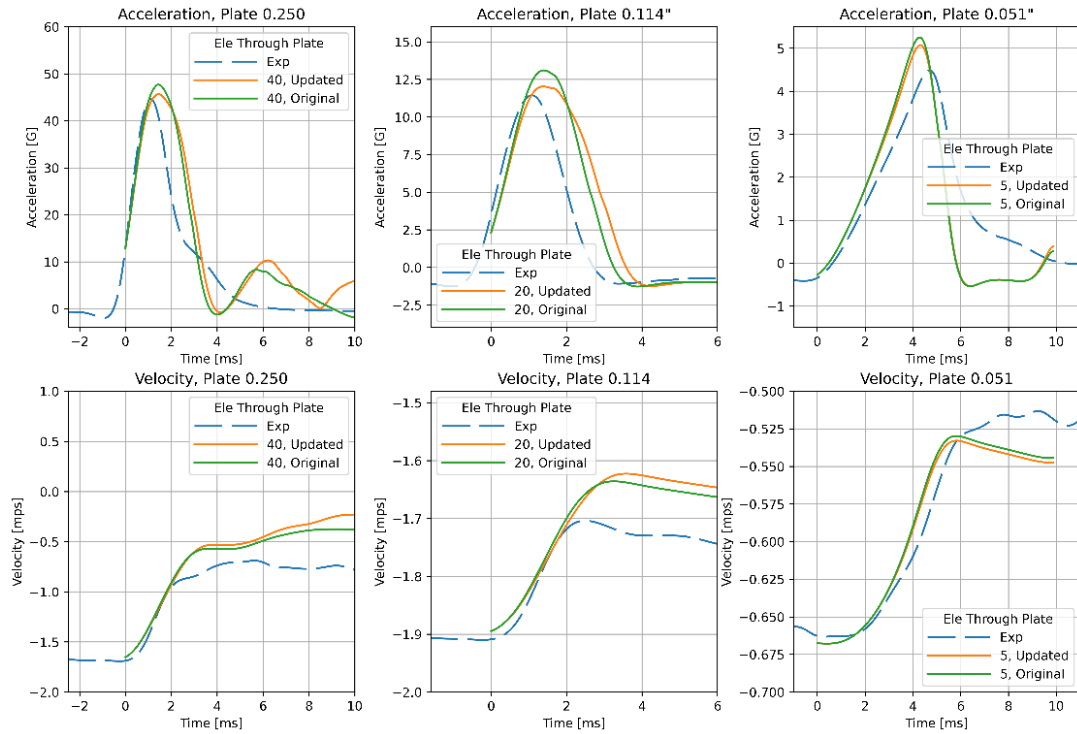 Acceleration, Plate 0.250
Acceleration [G]
60
50
40
30
20
10
0
Ele Through Plate
Exp
40, Updated
40, Original
−2 0 2 4 6 8 10
Time [ms]
Acceleration, Plate 0.114"
Acceleration [G]
15.0
12.5
10.0
7.5
5.0
2.5
0.0
−2.5
Ele Through Plate
Exp
20, Updated
20, Original
0 2 4 6
Time [ms]
Acceleration, Plate 0.051"
Acceleration [G]
5
4
3
2
1
0
−1
Ele Through Plate
Exp
5, Updated
5, Original
0 2 4 6 8 10
Time [ms]
Velocity, Plate 0.250
Velocity [mps]
1.0
0.5
0.0
−0.5
−1.0
−1.5
−2.0
Ele Through Plate
Exp
40, Updated
40, Original
−2 0 2 4 6 8 10
Time [ms]
Velocity, Plate 0.114
Velocity [mps]
−1.5
−1.6
−1.7
−1.8
−1.9
−2.0
Ele Through Plate
Exp
20, Updated
20, Original
0 2 4 6
Time [ms]
Velocity, Plate 0.051
Velocity [mps]
−0.500
−0.525
−0.550
−0.575
−0.600
−0.625
−0.650
−0.675
−0.700
Ele Through Plate
Exp
5, Updated
5, Original
0 2 4 6 8 10
Time [ms]